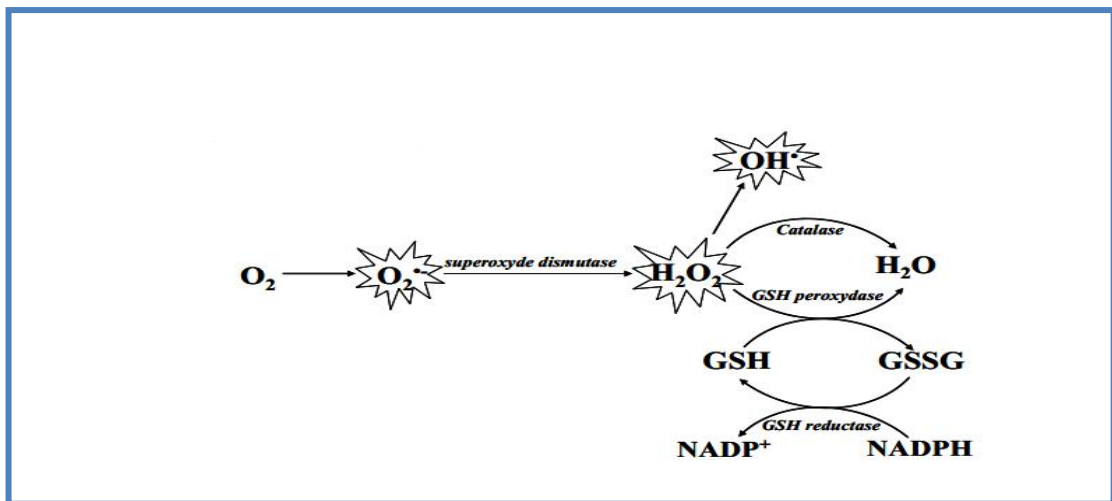 OH•
Catalase
O₂
O₂•-
superoxyde dismutase
H₂O₂
H₂O
GSH peroxydase
GSH
GSSG
GSH reductase
NADP⁺
NADPH